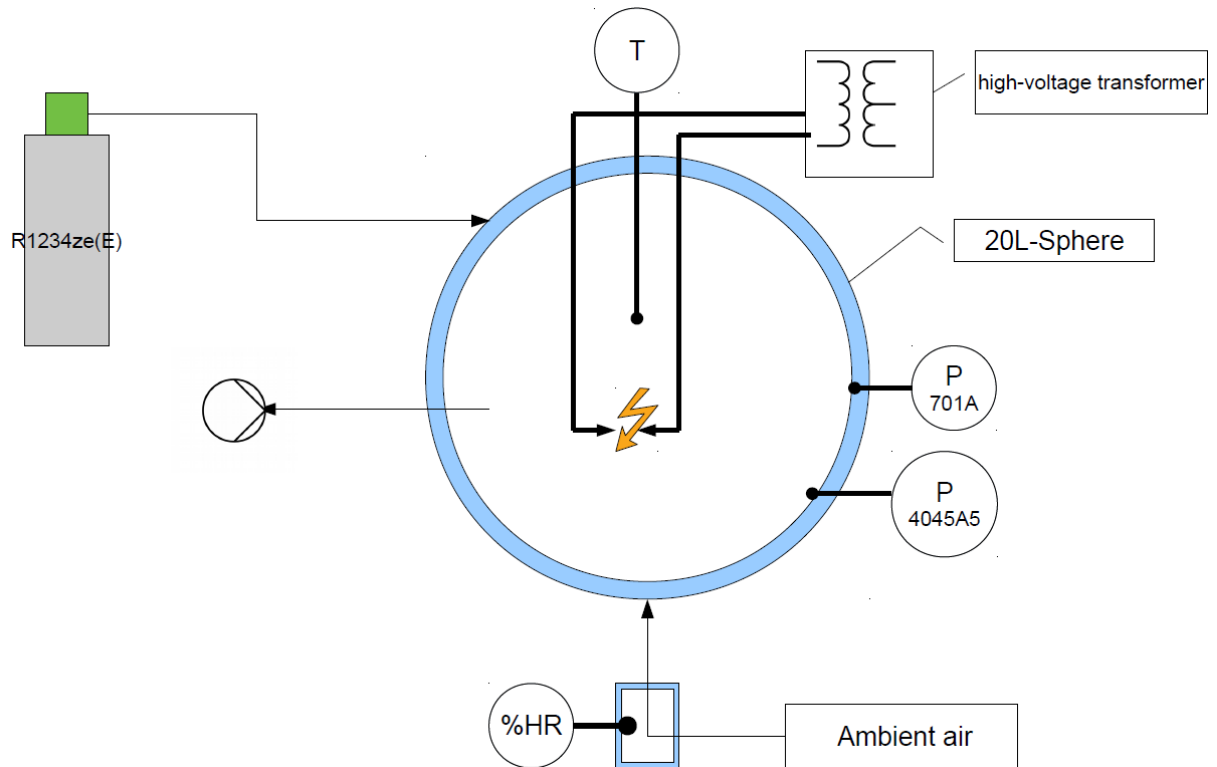 T
high-voltage transformer
R1234ze(E)
20L-Sphere
P
701A
P
4045A5
%HR
Ambient air